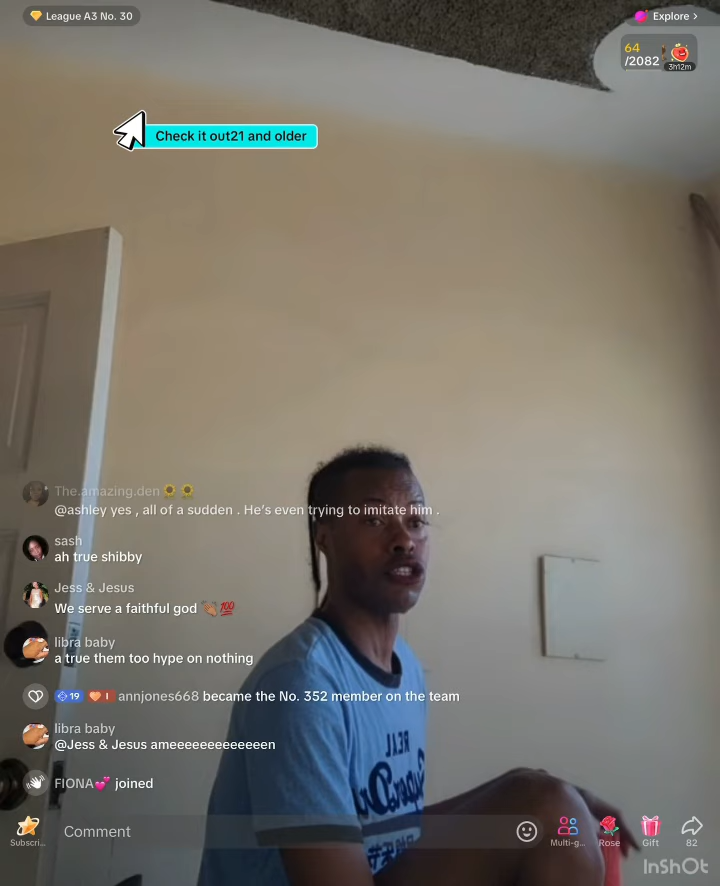 League A3 No. 30
Explore >
64
/2082
3h12m
Check it out21 and older
The.amazing.den🌻🌻
@ashley yes , all of a sudden . He's even trying to imitate him .
sash
ah true shibby
Jess & Jesus
We serve a faithful god 👏🏽💯
libra baby
a true them too hype on nothing
19 I annjones668 became the No. 352 member on the team
libra baby
@Jess & Jesus ameeeeeeeeeeeeen
FIONA💕 joined
REAL
Comment
Subscri...
Multi-g...
Rose
Gift
82
InShOt